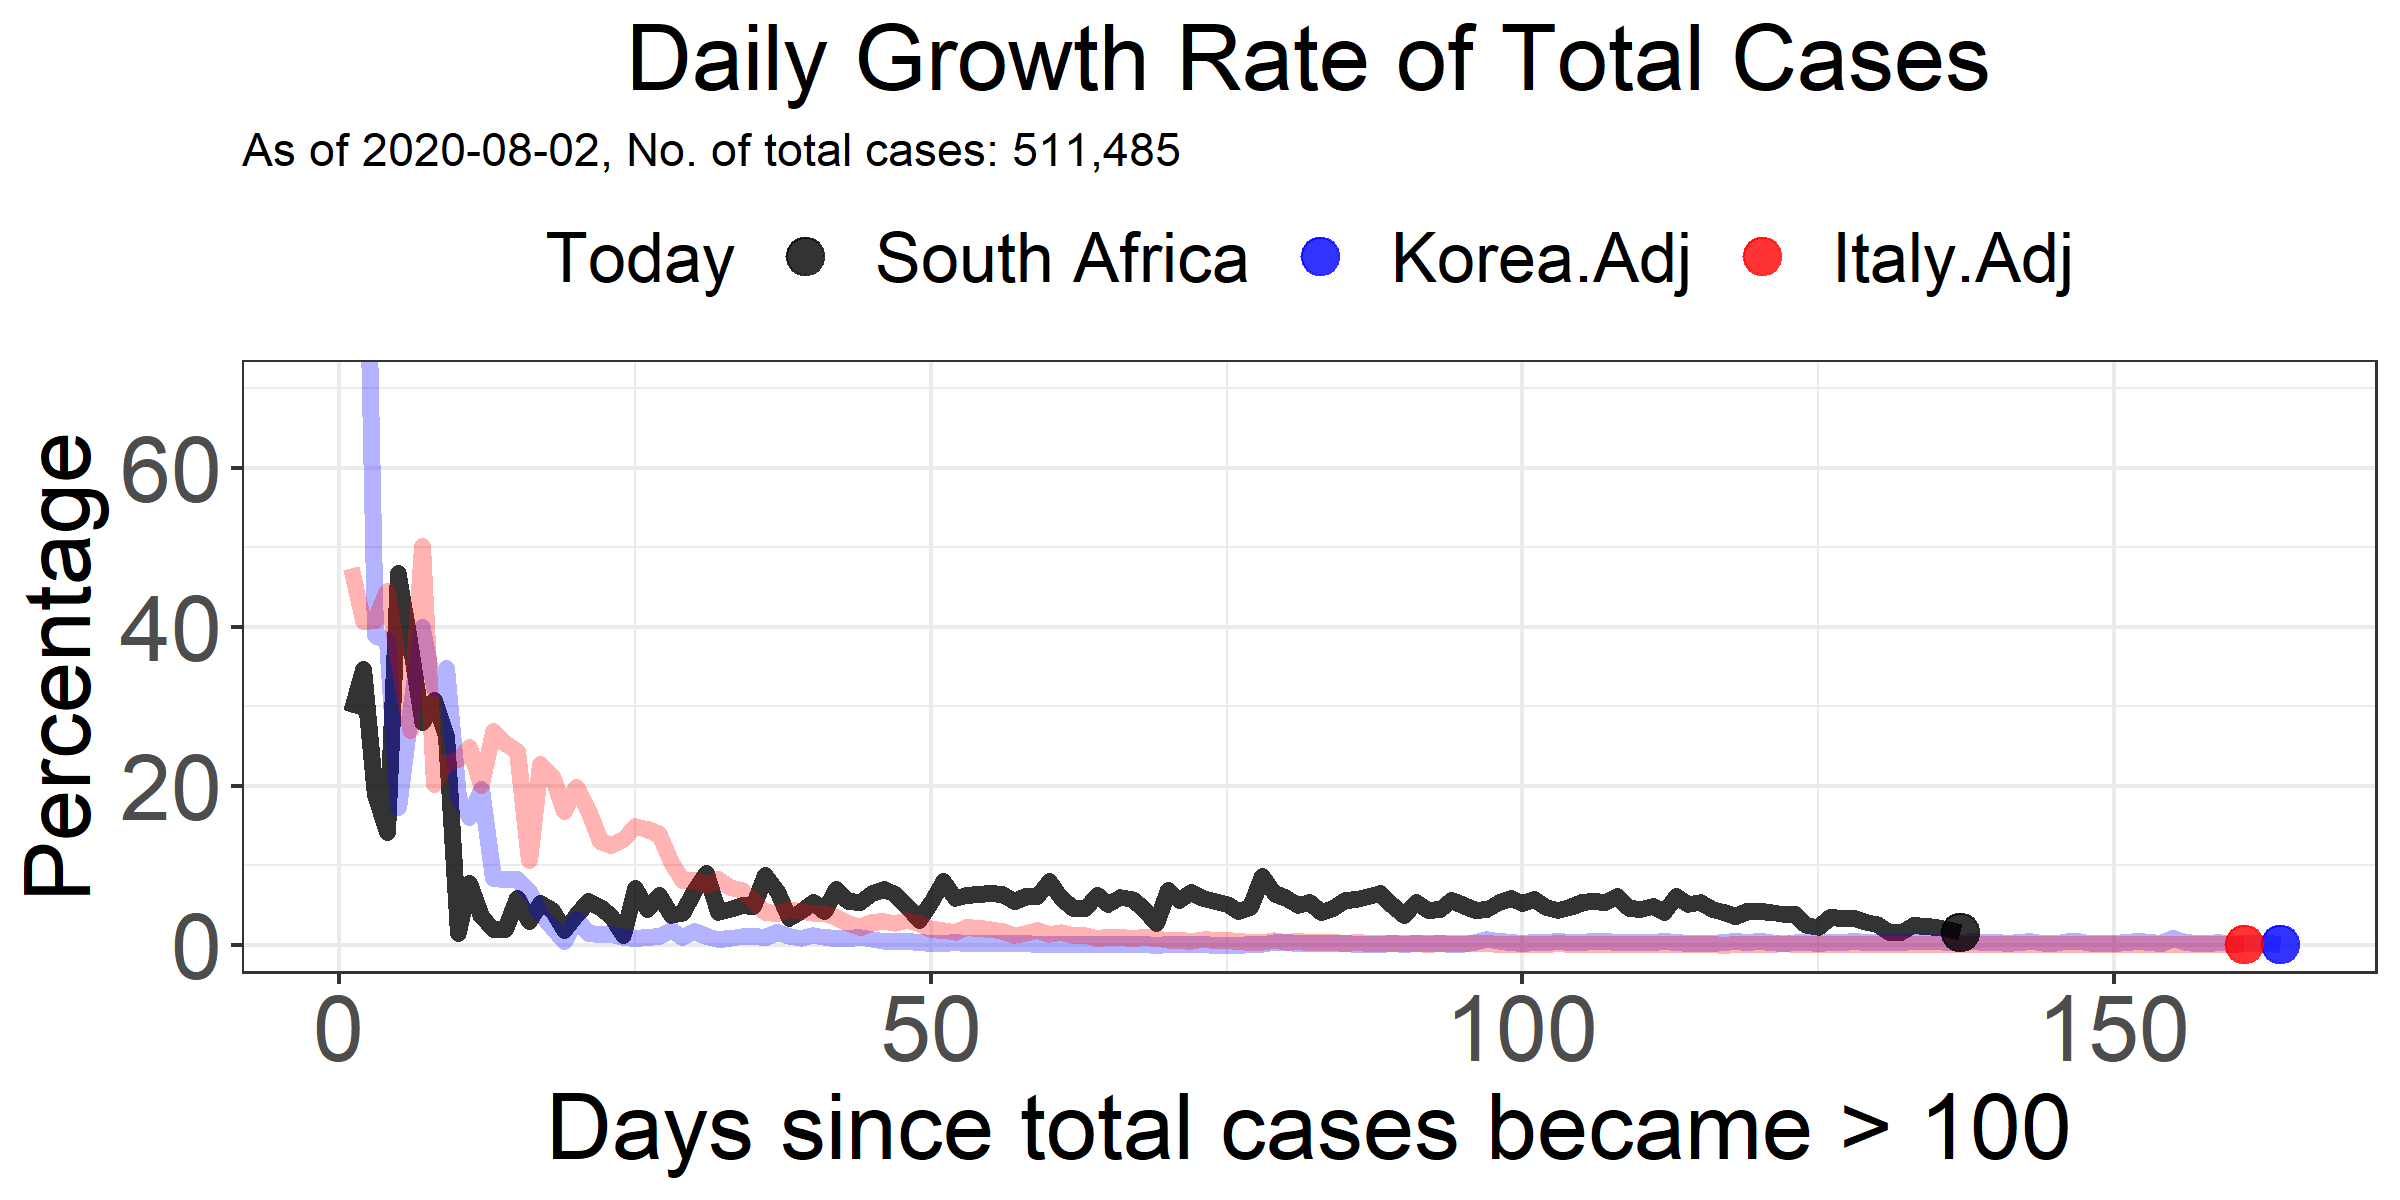 Daily Growth Rate of Total Cases
As of 2020-08-02, No. of total cases: 511,485
Today South Africa Korea.Adj Italy.Adj
Percentage
60
40
20
0
0 50 100 150
Days since total cases became > 100